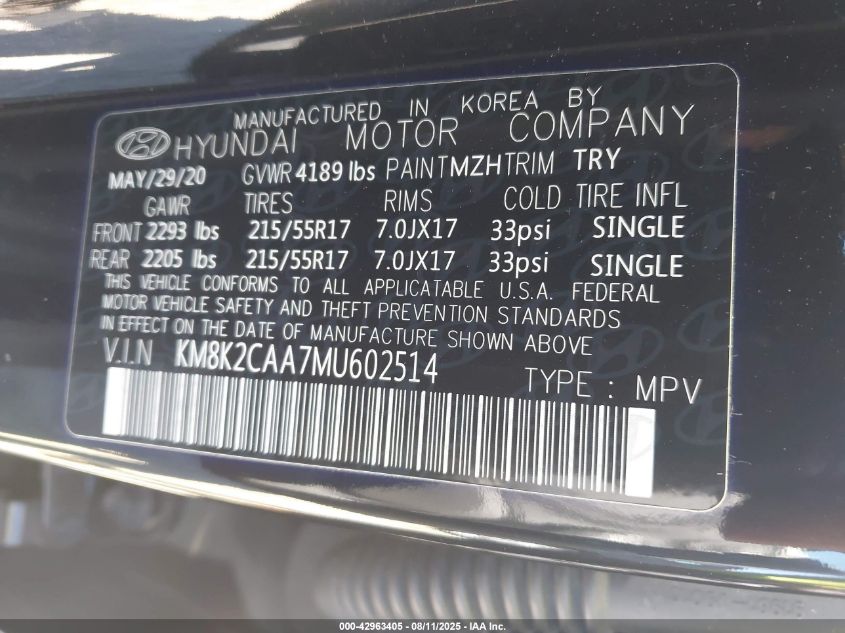 MANUFACTURED IN KOREA BY
HYUNDAI MOTOR COMPANY
MAY/29/20 GVWR 4189 lbs PAINT MZH TRIM TRY
GAWR TIRES RIMS COLD TIRE INFL
FRONT 2293 lbs 215/55R17 7.0JX17 33psi SINGLE
REAR 2205 lbs 215/55R17 7.0JX17 33psi SINGLE
THIS VEHICLE CONFORMS TO ALL APPLICATABLE U.S.A. FEDERAL
MOTOR VEHICLE SAFETY AND THEFT PREVENTION STANDARDS
IN EFFECT ON THE DATE OF MANUFACTURE SHOWN ABOVE
V.I.N KM8K2CAA7MU602514 TYPE : MPV
000-42963405 - 08/11/2025 - IAA Inc.